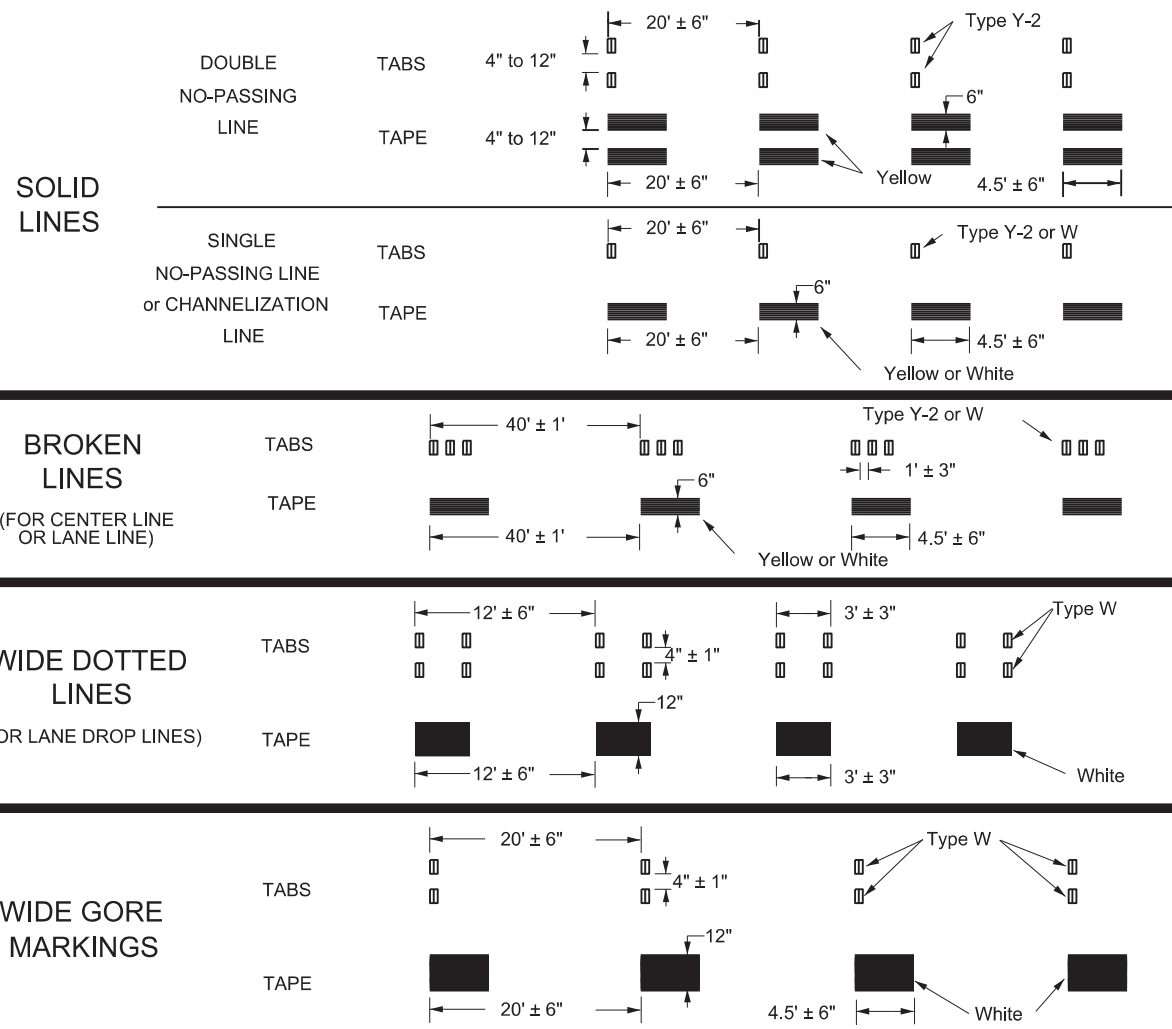 SOLID
LINES
DOUBLE
NO-PASSING
LINE
TABS
4" to 12"
20' ± 6"
Type Y-2
TAPE
4" to 12"
6"
Yellow
20' ± 6"
4.5' ± 6"
SINGLE
NO-PASSING LINE
or CHANNELIZATION
LINE
TABS
20' ± 6"
Type Y-2 or W
TAPE
6"
20' ± 6"
4.5' ± 6"
Yellow or White
BROKEN
LINES
(FOR CENTER LINE
OR LANE LINE)
TABS
40' ± 1'
Type Y-2 or W
1' ± 3"
TAPE
6"
40' ± 1'
4.5' ± 6"
Yellow or White
WIDE DOTTED
LINES
OR LANE DROP LINES)
TABS
12' ± 6"
3' ± 3"
Type W
4" ± 1"
TAPE
12"
12' ± 6"
3' ± 3"
White
WIDE GORE
MARKINGS
TABS
20' ± 6"
4" ± 1"
Type W
TAPE
12"
20' ± 6"
4.5' ± 6"
White